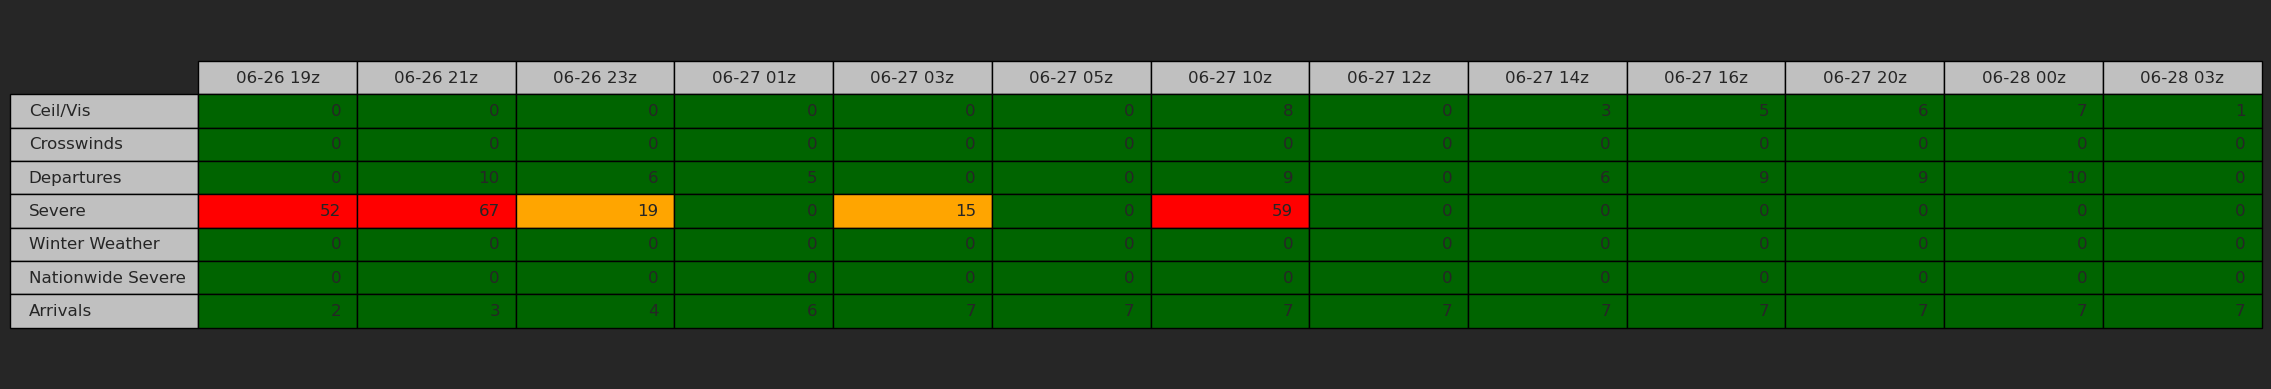 06-26 19z 06-26 21z 06-26 23z 06-27 01z 06-27 03z 06-27 05z 06-27 10z 06-27 12z 06-27 14z 06-27 16z 06-27 20z 06-28 00z 06-28 03z
Ceil/Vis 0 0 0 0 0 0 8 0 3 5 6 7 1
Crosswinds 0 0 0 0 0 0 0 0 0 0 0 0 0
Departures 0 10 6 5 0 0 9 0 6 9 9 10 0
Severe 52 67 19 0 15 0 59 0 0 0 0 0 0
Winter Weather 0 0 0 0 0 0 0 0 0 0 0 0 0
Nationwide Severe 0 0 0 0 0 0 0 0 0 0 0 0 0
Arrivals 2 3 4 6 7 7 7 7 7 7 7 7 7